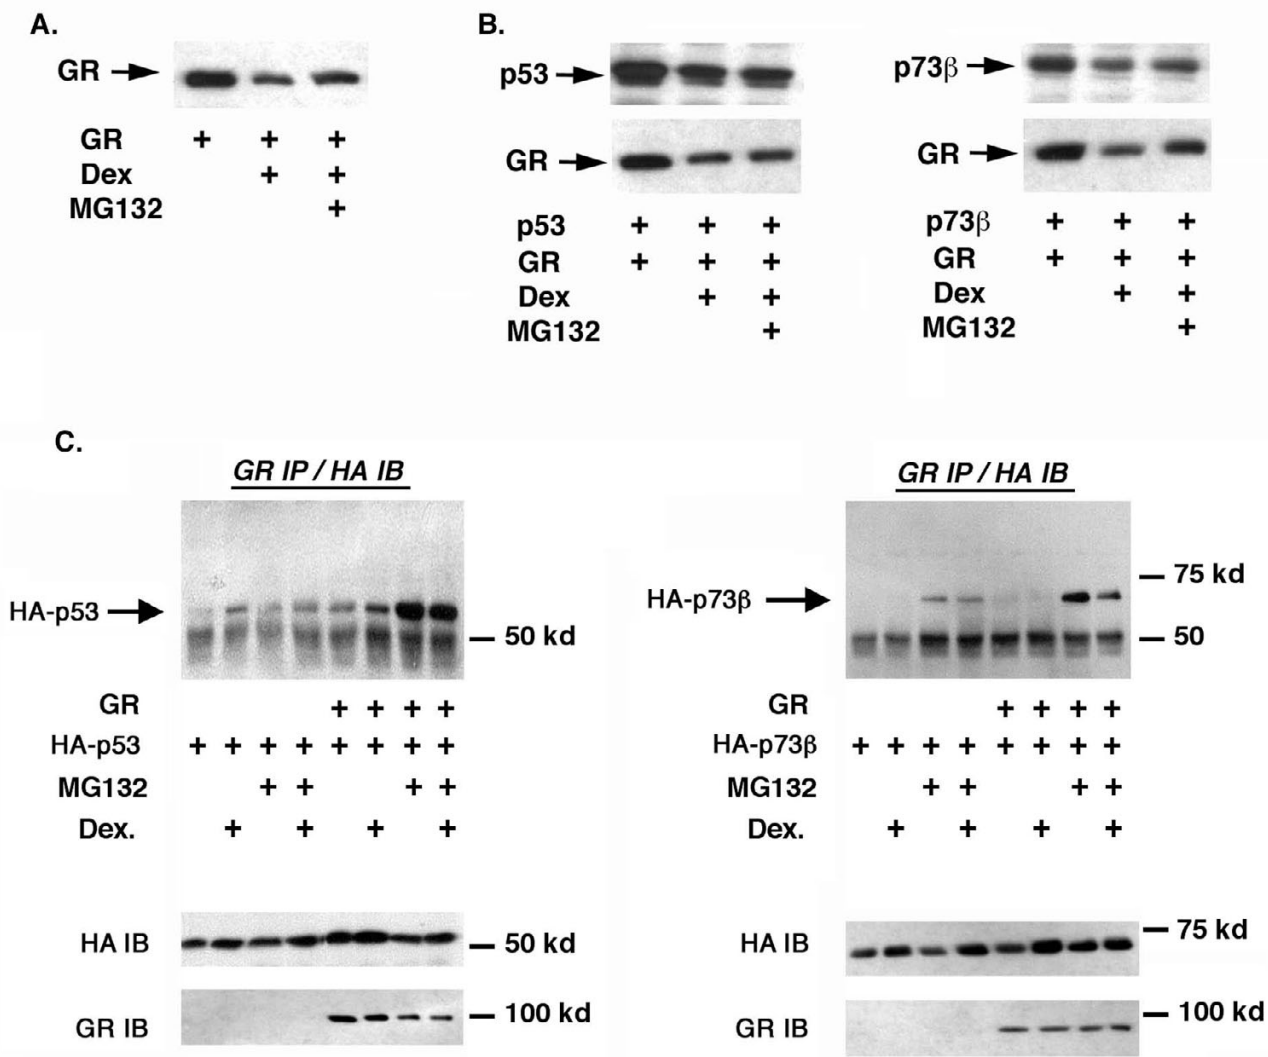 A.
GR
GR + + +
Dex + +
MG132 +
B.
p53
GR
p53 + + +
GR + + +
Dex + +
MG132 +
p73β
GR
p73β + + +
GR + + +
Dex + +
MG132 +
C.
GR IP / HA IB
HA-p53
50 kd
GR + + + +
HA-p53 + + + + + + + +
MG132 + + + +
Dex. + + + +
HA IB
50 kd
GR IB
100 kd
GR IP / HA IB
75 kd
HA-p73β
50
GR + + + +
HA-p73β + + + + + + + +
MG132 + + + +
Dex. + + + +
75 kd
HA IB
100 kd
GR IB